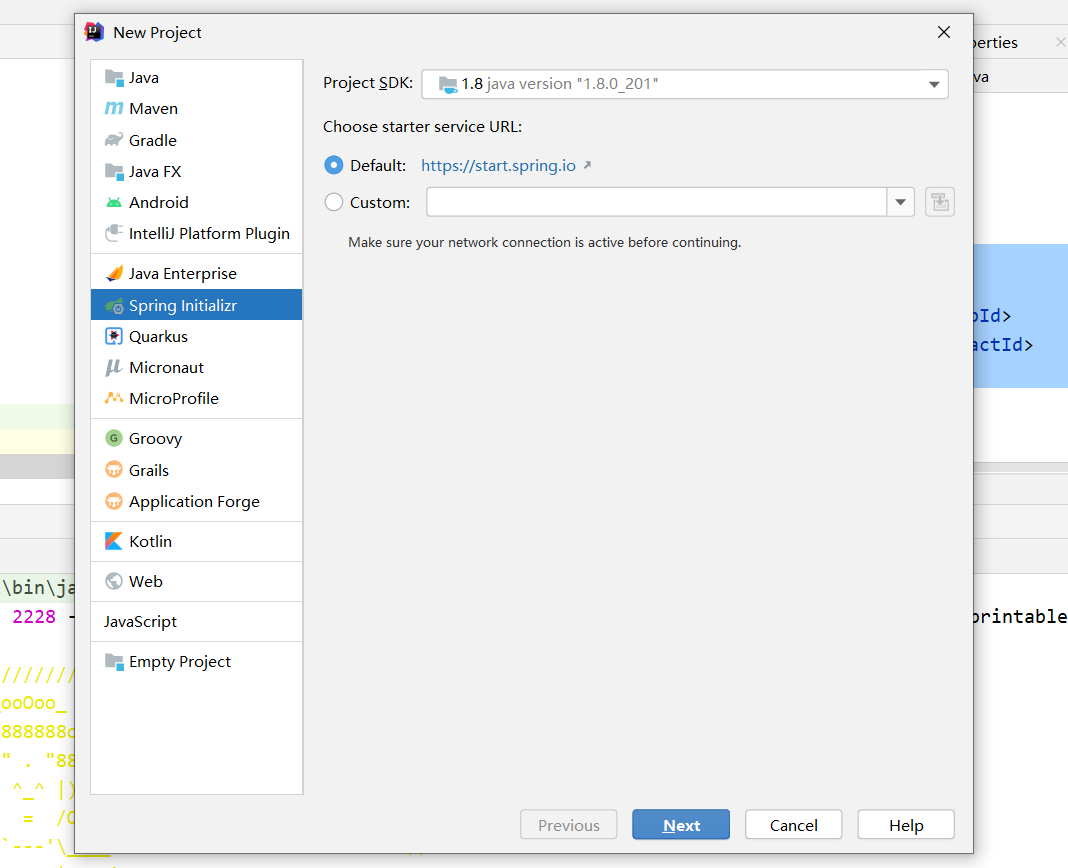 New Project
perties
va
Java
Maven
Gradle
Java FX
Android
IntelliJ Platform Plugin
Java Enterprise
Spring Initializr
Quarkus
Micronaut
MicroProfile
Groovy
Grails
Application Forge
Kotlin
Web
JavaScript
Empty Project
Project SDK: 1.8 java version "1.8.0_201"
Choose starter service URL:
Default: https://start.spring.io
Custom:
Make sure your network connection is active before continuing.
Id>
actId>
\bin\ja
2228 -
printable
///////
ooOoo_
888888o
" . "88
^_^ |)
= /O
`---'\____
Previous
Next
Cancel
Help